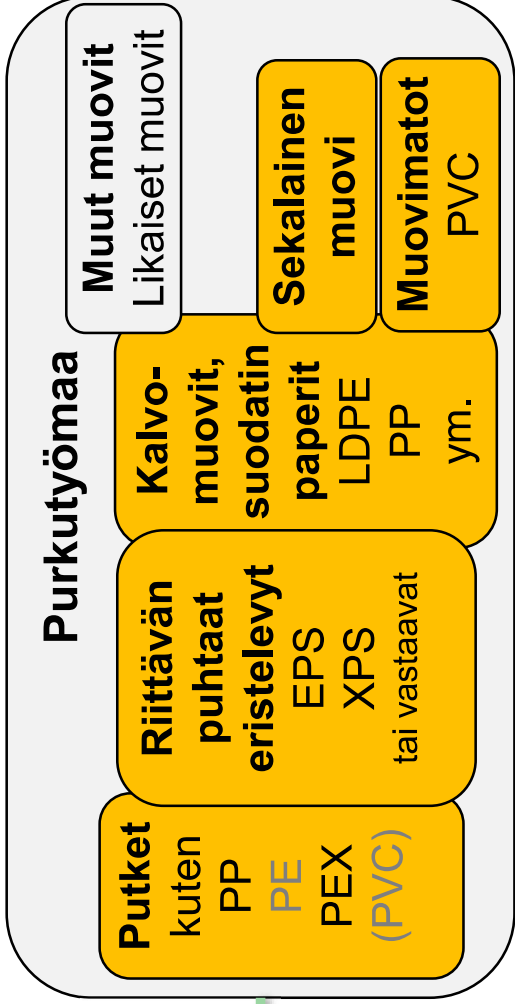 Purkutyömaa
Putket
kuten
PP
PE
PEX
(PVC)
Riittävän
puhtaat
eristelevyt
EPS
XPS
tai vastaavat
Kalvo-
muovit,
suodatin
paperit
LDPE
PP
ym.
Muut muovit
Likaiset muovit
Sekalainen
muovi
Muovimatot
PVC